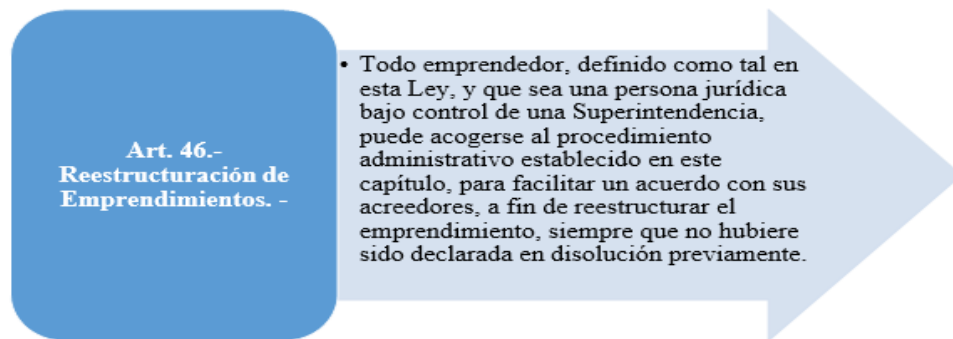 Art. 46.-
Reestructuración de
Emprendimientos. -
• Todo emprendedor, definido como tal en
esta Ley, y que sea una persona jurídica
bajo control de una Superintendencia,
puede acogerse al procedimiento
administrativo establecido en este
capítulo, para facilitar un acuerdo con sus
acreedores, a fin de reestructurar el
emprendimiento, siempre que no hubiere
sido declarada en disolución previamente.